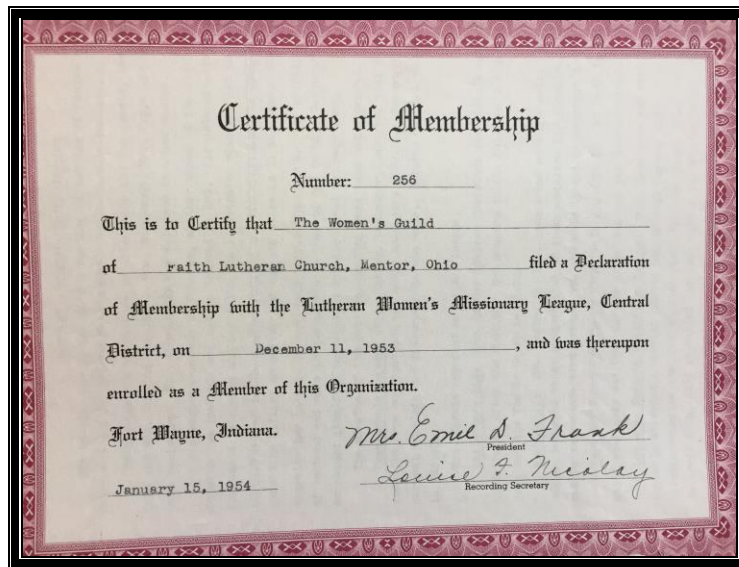 Certificate of Membership
Number: 256
This is to Certify that The Women's Guild
of Faith Lutheran Church, Mentor, Ohio filed a Declaration
of Membership with the Lutheran Women's Missionary League, Central
District, on December 11, 1953, and was thereupon
enrolled as a Member of this Organization.
Fort Wayne, Indiana. Mrs. Emil D. Frank
President
Louise F. Nicolay
January 15, 1954 Recording Secretary